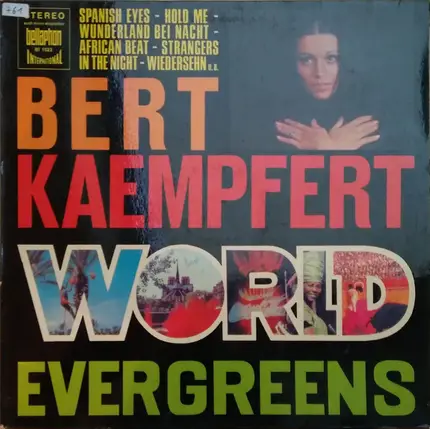 761
STEREO
bellaphon
INTERNATIONAL
SPANISH EYES - HOLD ME -
WUNDERLAND BEI NACHT -
AFRICAN BEAT - STRANGERS
IN THE NIGHT - WIEDERSEHN u.a.
BERT
KAEMPFERT
WORLD
EVERGREENS